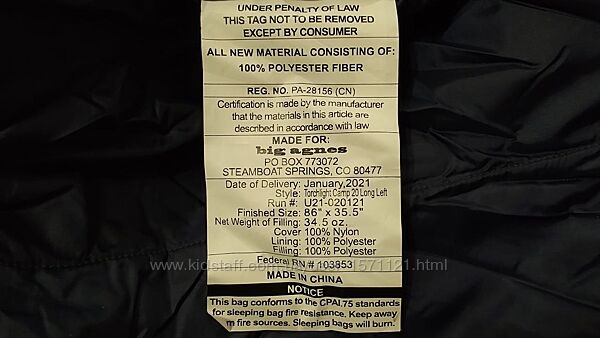 UNDER PENALTY OF LAW
THIS TAG NOT TO BE REMOVED
EXCEPT BY CONSUMER
ALL NEW MATERIAL CONSISTING OF:
100% POLYESTER FIBER
REG. NO. PA-28156 (CN)
Certification is made by the manufacturer
that the materials in this article are
described in accordance with law
MADE FOR:
big agnes
PO BOX 773072
STEAMBOAT SPRINGS, CO 80477
Date of Delivery: January,2021
Style: Torchlight Camp 20 Long Left
Run #: U21-020121
Finished Size: 86" x 35.5"
Net Weight of Filling: 34.5 oz.
Cover 100% Nylon
Lining: 100% Polyester
Filling: 100% Polyester
Federal RN # 103853
MADE IN CHINA
NOTICE
This bag conforms to the CPAI.75 standards
for sleeping bag fire resistance. Keep away
m fire sources. Sleeping bags will burn.